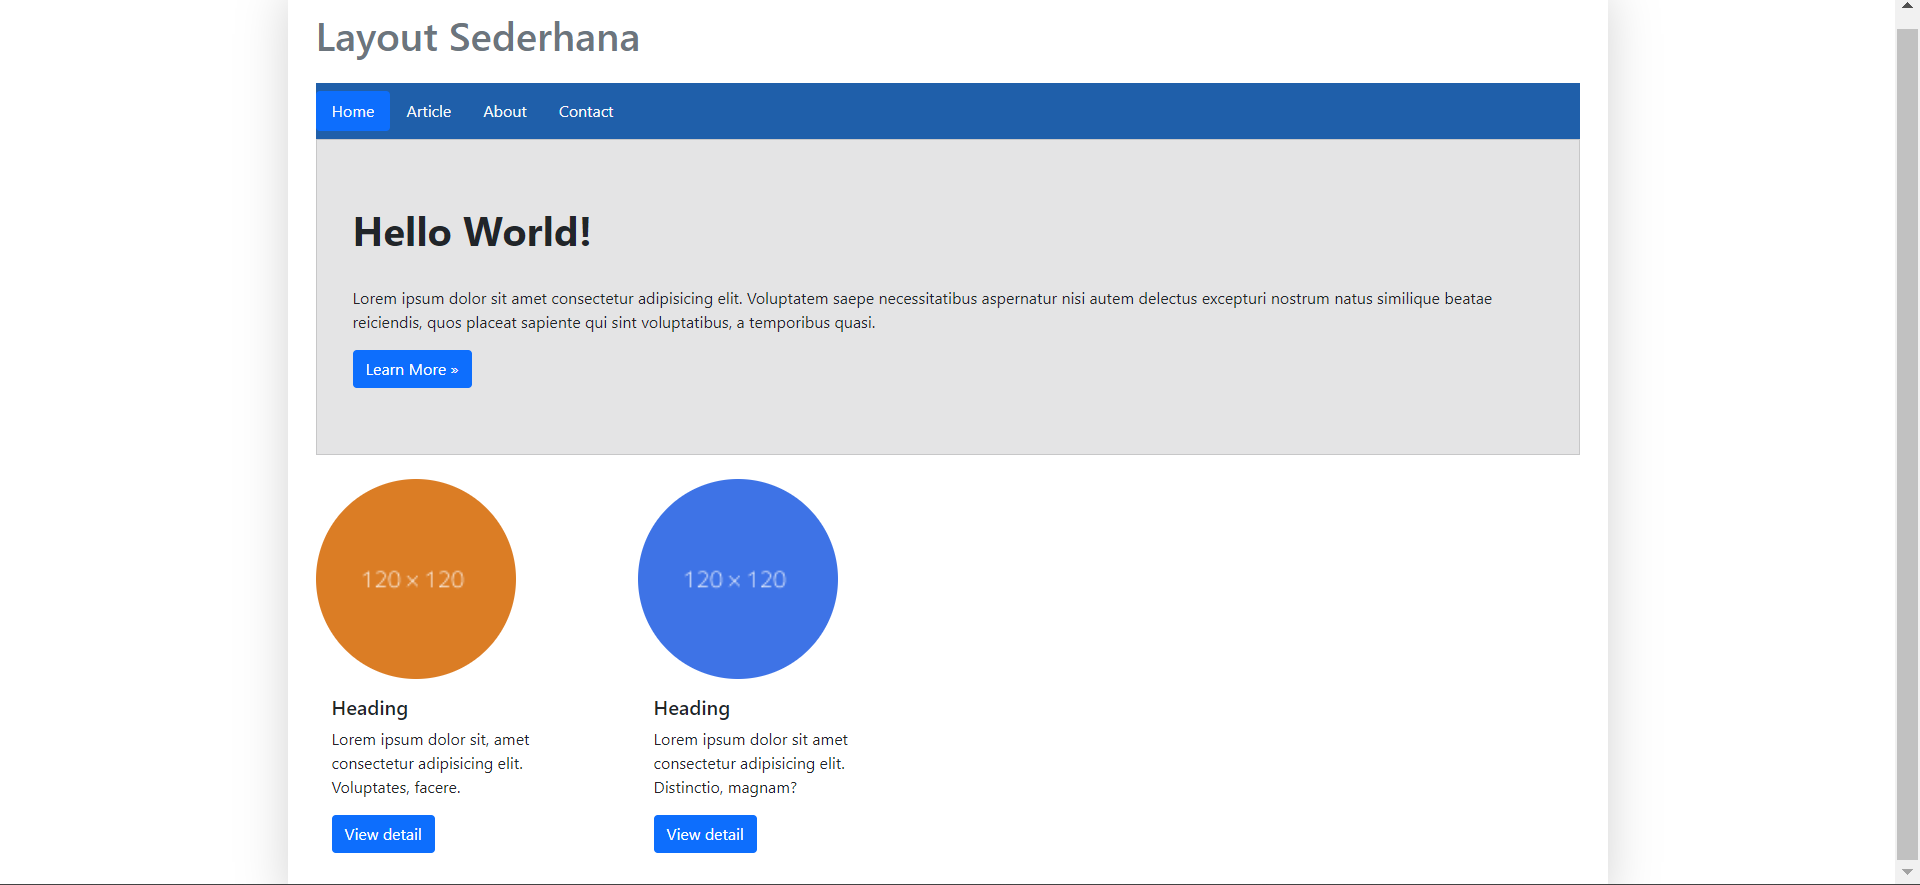 Layout Sederhana
Home Article About Contact
Hello World!
Lorem ipsum dolor sit amet consectetur adipisicing elit. Voluptatem saepe necessitatibus aspernatur nisi autem delectus excepturi nostrum natus similique beatae
reiciendis, quos placeat sapiente qui sint voluptatibus, a temporibus quasi.
Learn More »
120 × 120
Heading
Lorem ipsum dolor sit, amet
consectetur adipisicing elit.
Voluptates, facere.
View detail
120 × 120
Heading
Lorem ipsum dolor sit amet
consectetur adipisicing elit.
Distinctio, magnam?
View detail